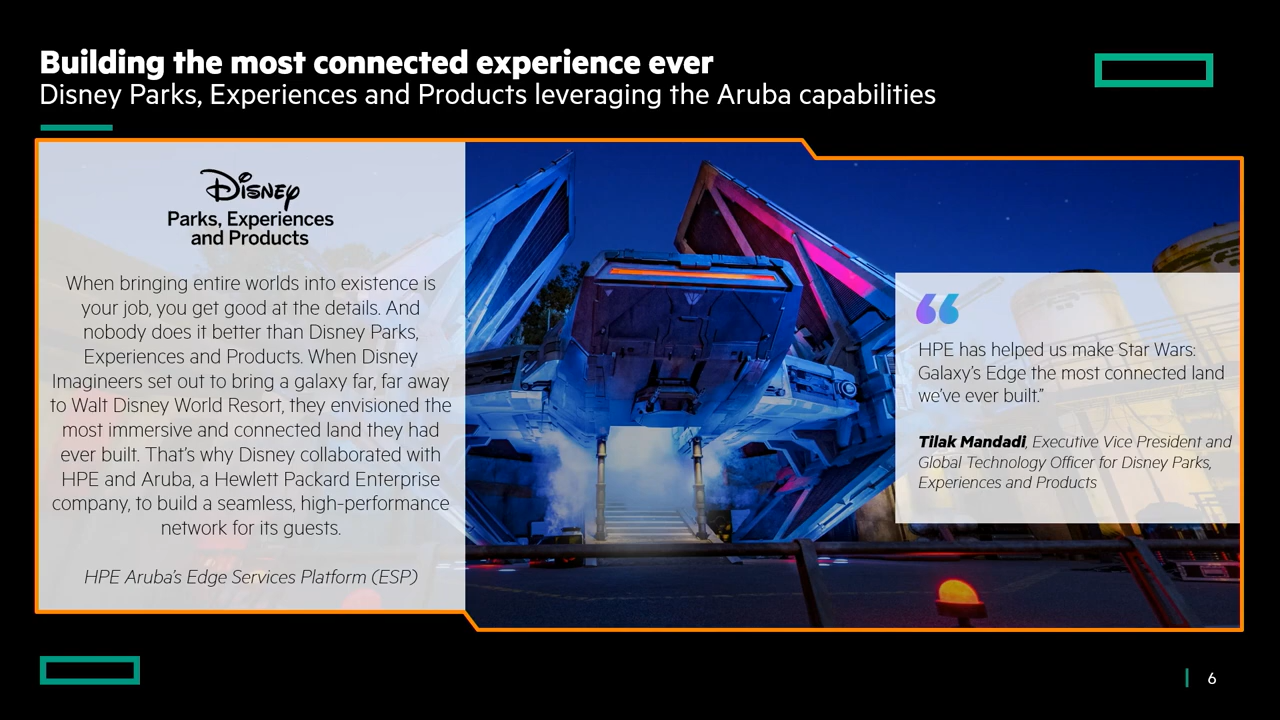 Building the most connected experience ever
Disney Parks, Experiences and Products leveraging the Aruba capabilities
Disney
Parks, Experiences
and Products
When bringing entire worlds into existence is
your job, you get good at the details. And
nobody does it better than Disney Parks,
Experiences and Products. When Disney
Imagineers set out to bring a galaxy far, far away
to Walt Disney World Resort, they envisioned the
most immersive and connected land they had
ever built. That’s why Disney collaborated with
HPE and Aruba, a Hewlett Packard Enterprise
company, to build a seamless, high-performance
network for its guests.
HPE Aruba’s Edge Services Platform (ESP)
“
HPE has helped us make Star Wars:
Galaxy’s Edge the most connected land
we’ve ever built.”
Tilak Mandadi, Executive Vice President and
Global Technology Officer for Disney Parks,
Experiences and Products
6